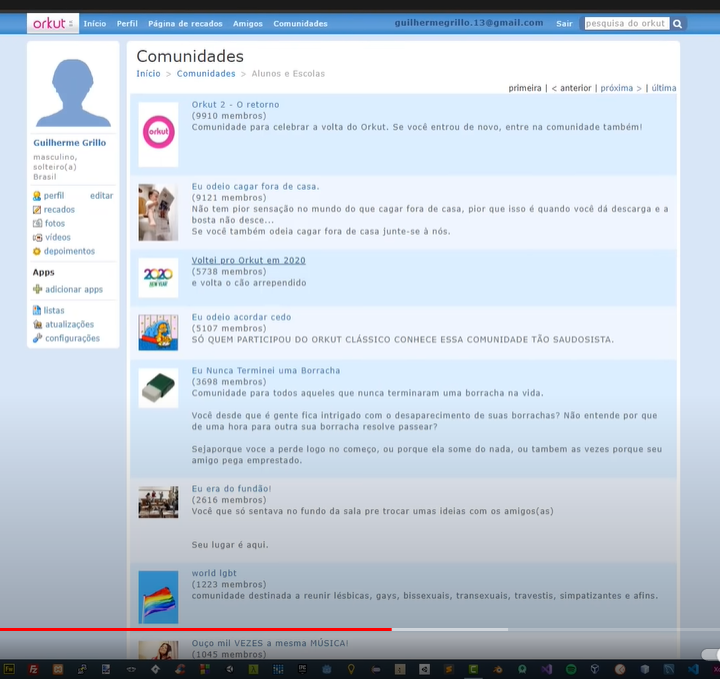 orkut
Início Perfil Página de recados Amigos Comunidades guilhermegrillo.13@gmail.com Sair pesquisa do orkut
Comunidades
Início > Comunidades > Alunos e Escolas
primeira | < anterior | próxima > | última
Guilherme Grillo
masculino,
solteiro(a)
Brasil
perfil editar
recados
fotos
vídeos
depoimentos
Apps
adicionar apps
listas
atualizações
configurações
orkut
Orkut 2 - O retorno
(9910 membros)
Comunidade para celebrar a volta do Orkut. Se você entrou de novo, entre na comunidade também!
Eu odeio cagar fora de casa.
(9121 membros)
Não tem pior sensação no mundo do que cagar fora de casa, pior que isso é quando você dá descarga e a
bosta não desce...
Se você também odeia cagar fora de casa junte-se à nós.
2020
Voltei pro Orkut em 2020
(5738 membros)
e volta o cão arrependido
Eu odeio acordar cedo
(5107 membros)
SÓ QUEM PARTICIPOU DO ORKUT CLÁSSICO CONHECE ESSA COMUNIDADE TÃO SAUDOSISTA.
Eu Nunca Terminei uma Borracha
(3698 membros)
Comunidade para todos aqueles que nunca terminaram uma borracha na vida.
Você desde que é gente fica intrigado com o desaparecimento de suas borrachas? Não entende por que
de uma hora para outra sua borracha resolve passear?
Sejaporque voce a perde logo no começo, ou porque ela some do nada, ou tambem as vezes porque seu
amigo pega emprestado.
Eu era do fundão!
(2616 membros)
Você que só sentava no fundo da sala pre trocar umas ideias com os amigos(as)
Seu lugar é aqui.
world lgbt
(1223 membros)
comunidade destinada a reunir lésbicas, gays, bissexuais, transexuais, travestis, simpatizantes e afins.
Ouço mil VEZES a mesma MÚSICA!
(1045 membros)